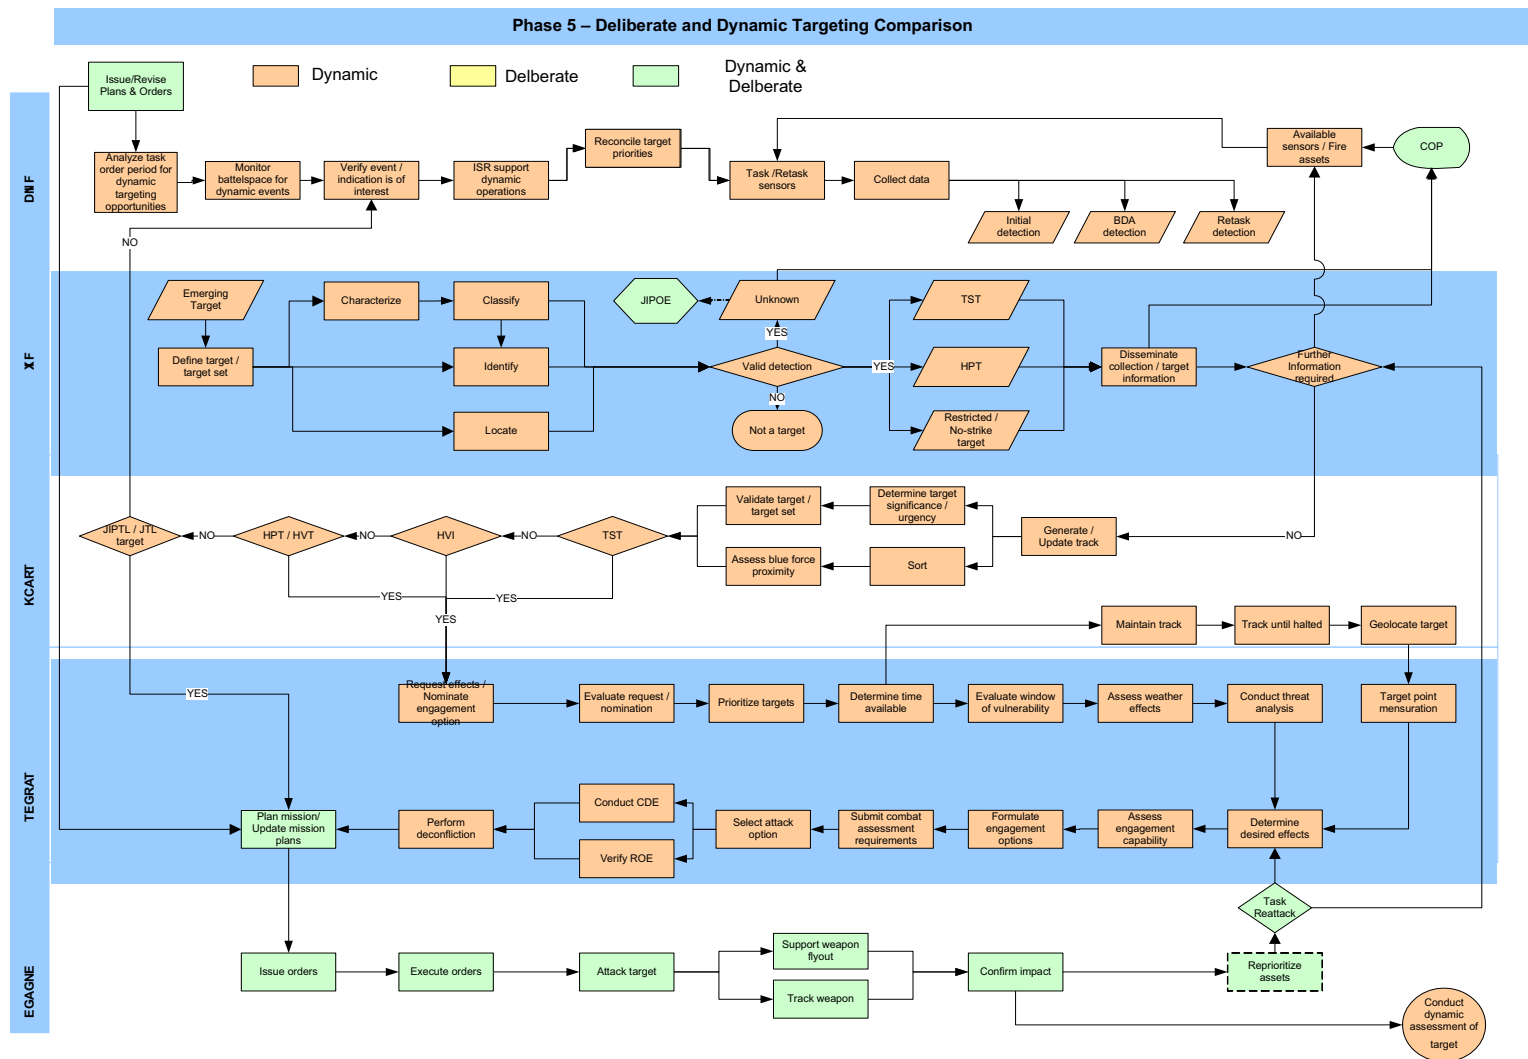 Phase 5 – Deliberate and Dynamic Targeting Comparison
Issue/Revise
Plans & Orders
Dynamic
Delberate
Dynamic &
Delberate
Analyze task
order period for
dynamic
targeting
opportunities
Monitor
battelspace for
dynamic events
Verify event /
indication is of
interest
ISR support
dynamic
operations
Reconcile target
priorities
Task /Retask
sensors
Collect data
Available
sensors / Fire
assets
COP
Initial
detection
BDA
detection
Retask
detection
NO
Emerging
Target
Characterize
Classify
JIPOE
Unknown
TST
YES
Define target /
target set
Identify
Valid detection
YES
HPT
Disseminate
collection / target
information
Further
Information
required
NO
Locate
Not a target
Restricted /
No-strike
target
KCART
Validate target /
target set
Determine target
significance /
urgency
JIPTL / JTL
target
NO
HPT / HVT
NO
HVI
NO
TST
Generate /
Update track
NO
Assess blue force
proximity
Sort
YES
YES
YES
Maintain track
Track until halted
Geolocate target
TEGRAT
YES
Request effects /
Nominate
engagement
option
Evaluate request /
nomination
Prioritize targets
Determine time
available
Evaluate window
of vulnerability
Assess weather
effects
Conduct threat
analysis
Target point
mensuration
Plan mission/
Update mission
plans
Perform
deconfliction
Conduct CDE
Verify ROE
Select attack
option
Submit combat
assessment
requirements
Formulate
engagement
options
Assess
engagement
capability
Determine
desired effects
EGAGNE
Task
Reattack
Issue orders
Execute orders
Attack target
Support weapon
flyout
Track weapon
Confirm impact
Reprioritize
assets
Conduct
dynamic
assessment of
target